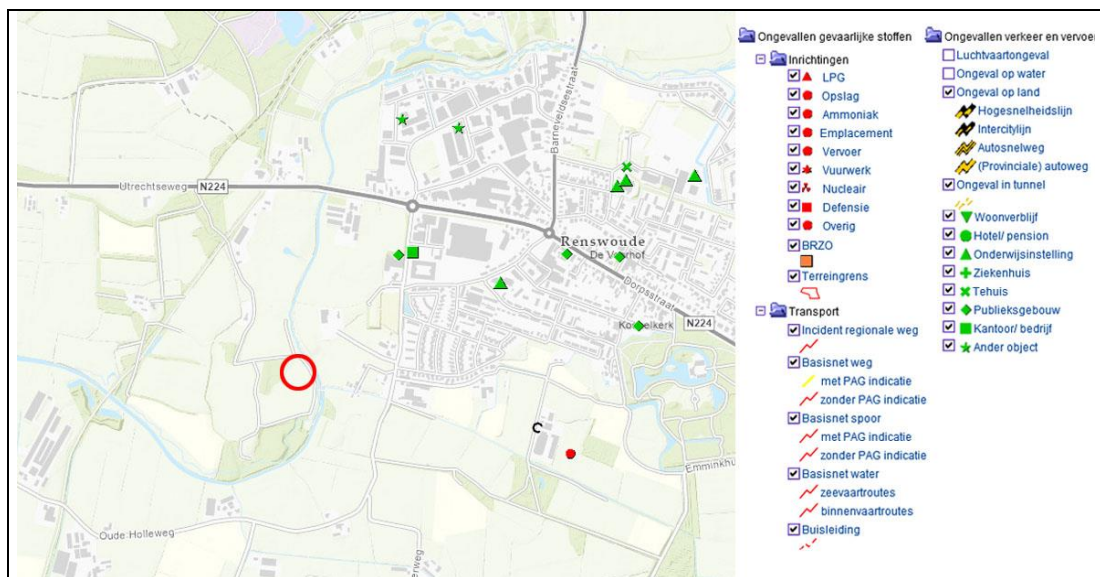 Utrechtseweg
N224
Barneveldsestraat
Renswoude
De Voorhof
Dorpsstraat
Koepelkerk
N224
C
Emminkhu
Oude Holleweg
erweg
Ongevallen gevaarlijke stoffen
Inrichtingen
LPG
Opslag
Ammoniak
Emplacement
Vervoer
Vuurwerk
Nucleair
Defensie
Overig
BRZO
Terreingrens
Transport
Incident regionale weg
Basisnet weg
met PAG indicatie
zonder PAG indicatie
Basisnet spoor
met PAG indicatie
zonder PAG indicatie
Basisnet water
zeevaartroutes
binnenvaartroutes
Buisleiding
Ongevallen verkeer en vervoer
Luchtvaartongeval
Ongeval op water
Ongeval op land
Hogesnelheidslijn
Intercitylijn
Autosnelweg
(Provinciale) autoweg
Ongeval in tunnel
Woonverblijf
Hotel/ pension
Onderwijsinstelling
Ziekenhuis
Tehuis
Publieksgebouw
Kantoor/ bedrijf
Ander object